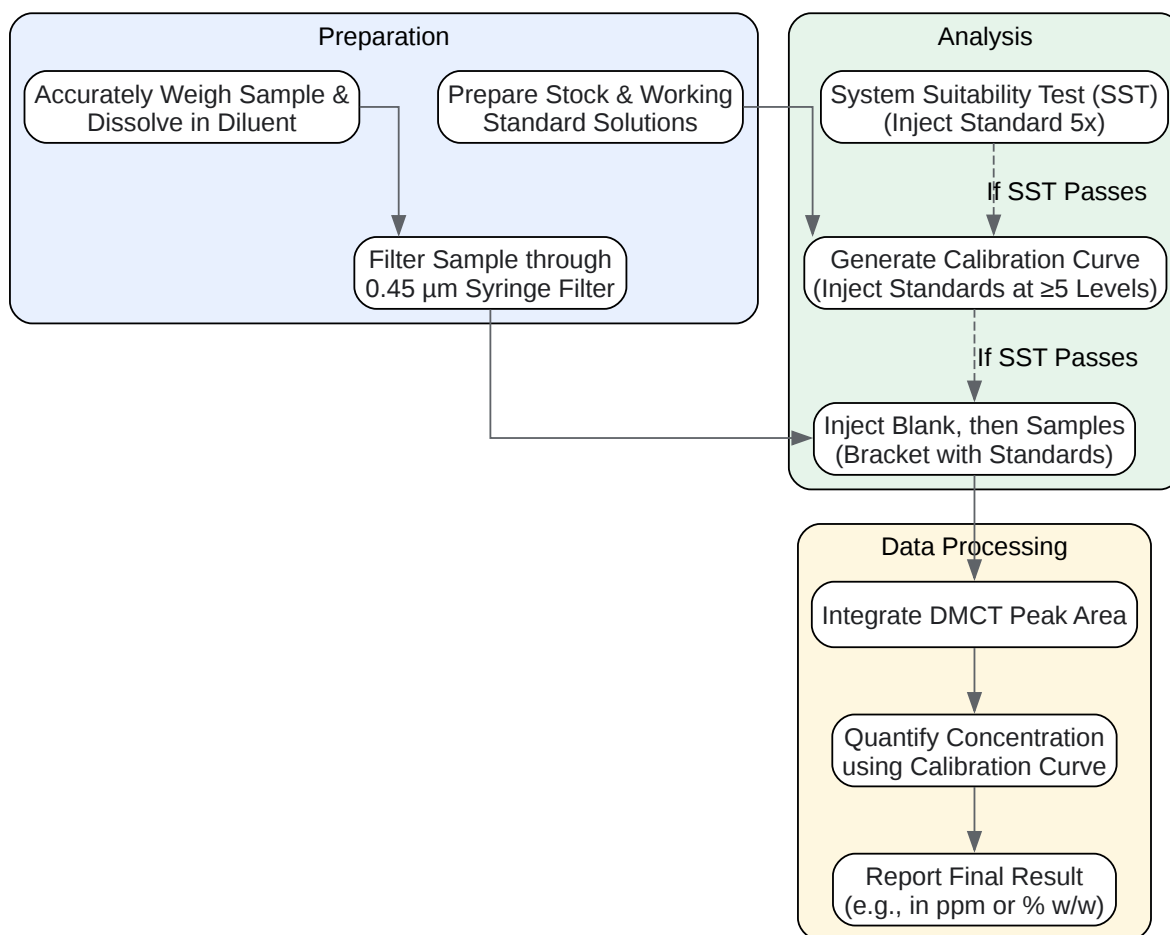 Preparation
Accurately Weigh Sample &
Dissolve in Diluent
Prepare Stock & Working
Standard Solutions
Filter Sample through
0.45 µm Syringe Filter
Analysis
System Suitability Test (SST)
(Inject Standard 5x)
If SST Passes
Generate Calibration Curve
(Inject Standards at ≥5 Levels)
If SST Passes
Inject Blank, then Samples
(Bracket with Standards)
Data Processing
Integrate DMCT Peak Area
Quantify Concentration
using Calibration Curve
Report Final Result
(e.g., in ppm or % w/w)